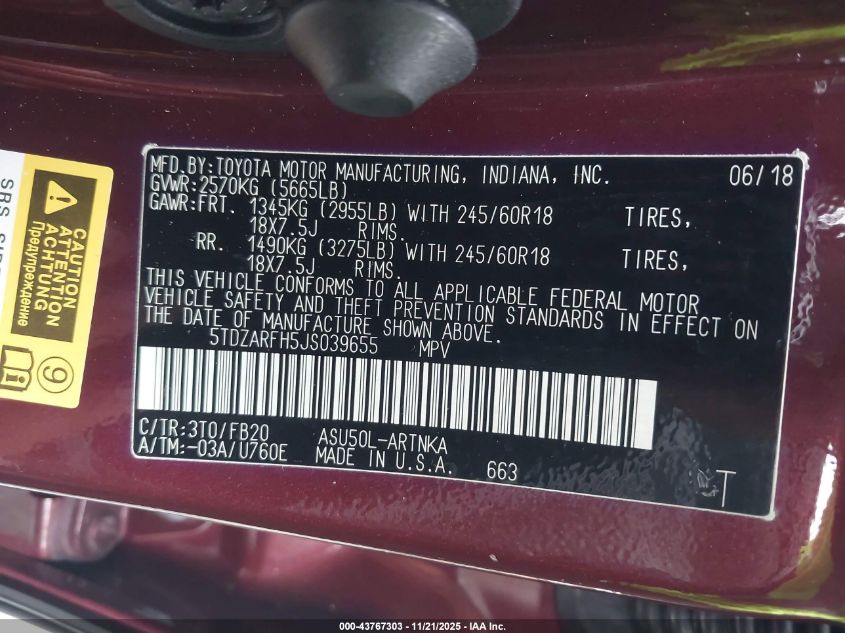 MFD.BY:TOYOTA MOTOR MANUFACTURING, INDIANA, INC. 06/18
GVWR:2570KG (5665LB)
GAWR:FRT. 1345KG (2955LB) WITH 245/60R18 TIRES,
18X7.5J RIMS.
RR. 1490KG (3275LB) WITH 245/60R18 TIRES,
18X7.5J RIMS.
THIS VEHICLE CONFORMS TO ALL APPLICABLE FEDERAL MOTOR
VEHICLE SAFETY AND THEFT PREVENTION STANDARDS IN EFFECT ON
THE DATE OF MANUFACTURE SHOWN ABOVE.
5TDZARFH5JS039655 MPV
C/TR:3T0/FB20 ASU50L-ARTNKA
A/TM:-03A/U760E MADE IN U.S.A. 663
T
CAUTION
ATTENTION
ACHTUNG
Предупреждение
9
SRS
000-43767303 - 11/21/2025 - IAA Inc.